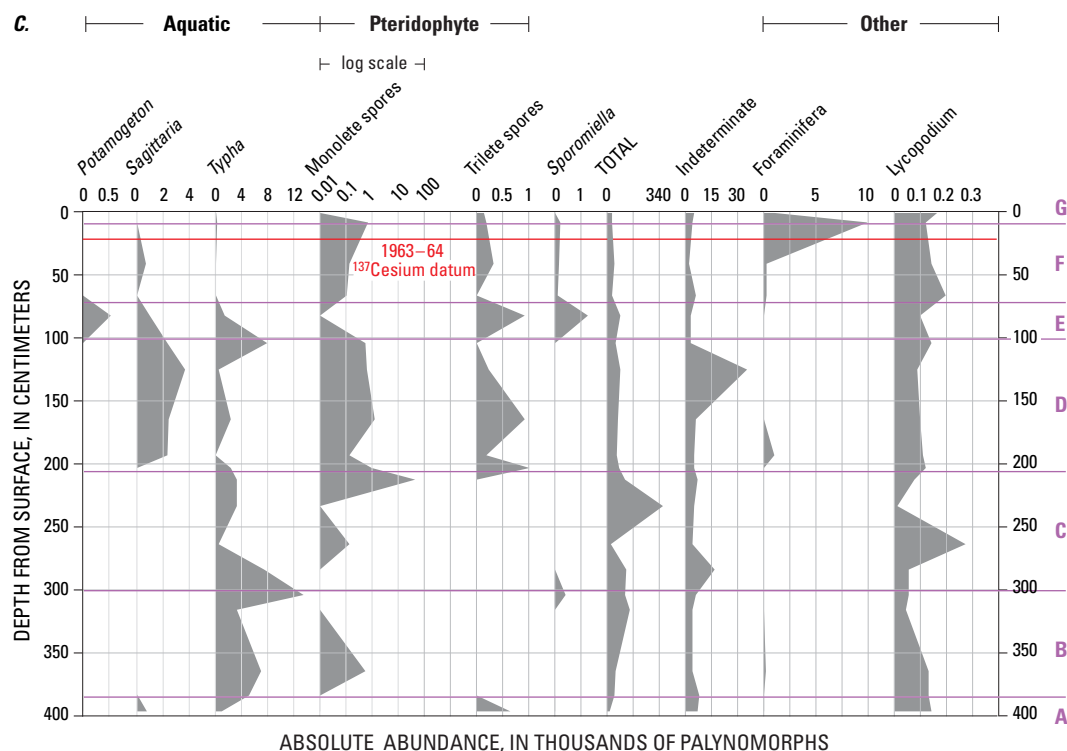 C.
Aquatic Pteridophyte Other
log scale
Potamogeton Sagittaria Typha Monolete spores Trilete spores Sporomiella TOTAL Indeterminate Foraminifera Lycopodium
0 0.5 0 2 4 0 4 8 12 0.01 0.1 1 10 100 0 0.5 1 0 1 0 340 0 15 30 0 5 10 0 0.1 0.2 0.3
0 0 G
1963–64
137Cesium datum
F
50 50
E
100 100
150 150 D
200 200
250 250 C
300 300
350 350 B
400 400 A
DEPTH FROM SURFACE, IN CENTIMETERS
ABSOLUTE ABUNDANCE, IN THOUSANDS OF PALYNOMORPHS